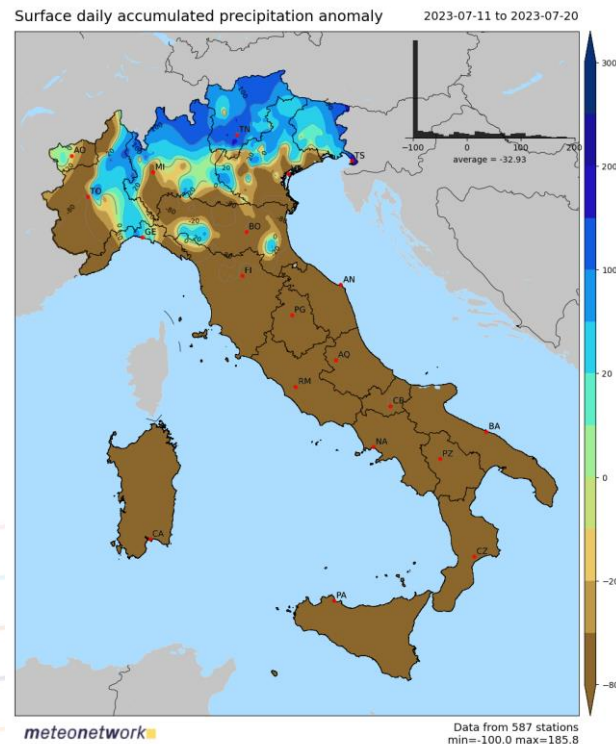 Surface daily accumulated precipitation anomaly
2023-07-11 to 2023-07-20
−100
0
100
200
average = -32.93
AO
TO
MI
TN
TS
GE
BO
FI
AN
PG
AQ
RM
CB
BA
NA
PZ
CA
CZ
PA
300
200
100
20
0
−20
−80
meteonetwork
Data from 587 stations
min=-100.0 max=185.8